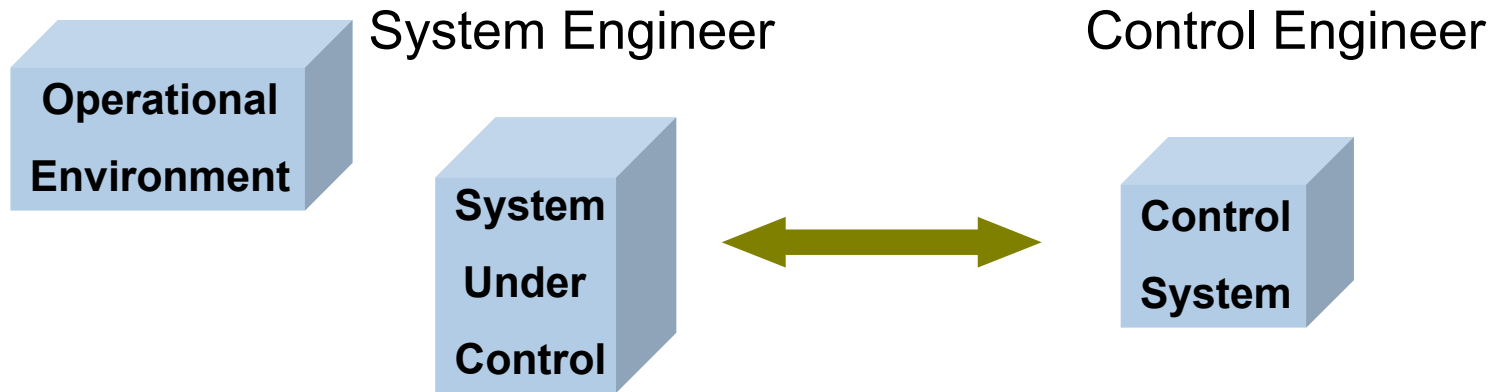 System Engineer
Control Engineer
Operational
Environment
System
Under
Control
Control
System